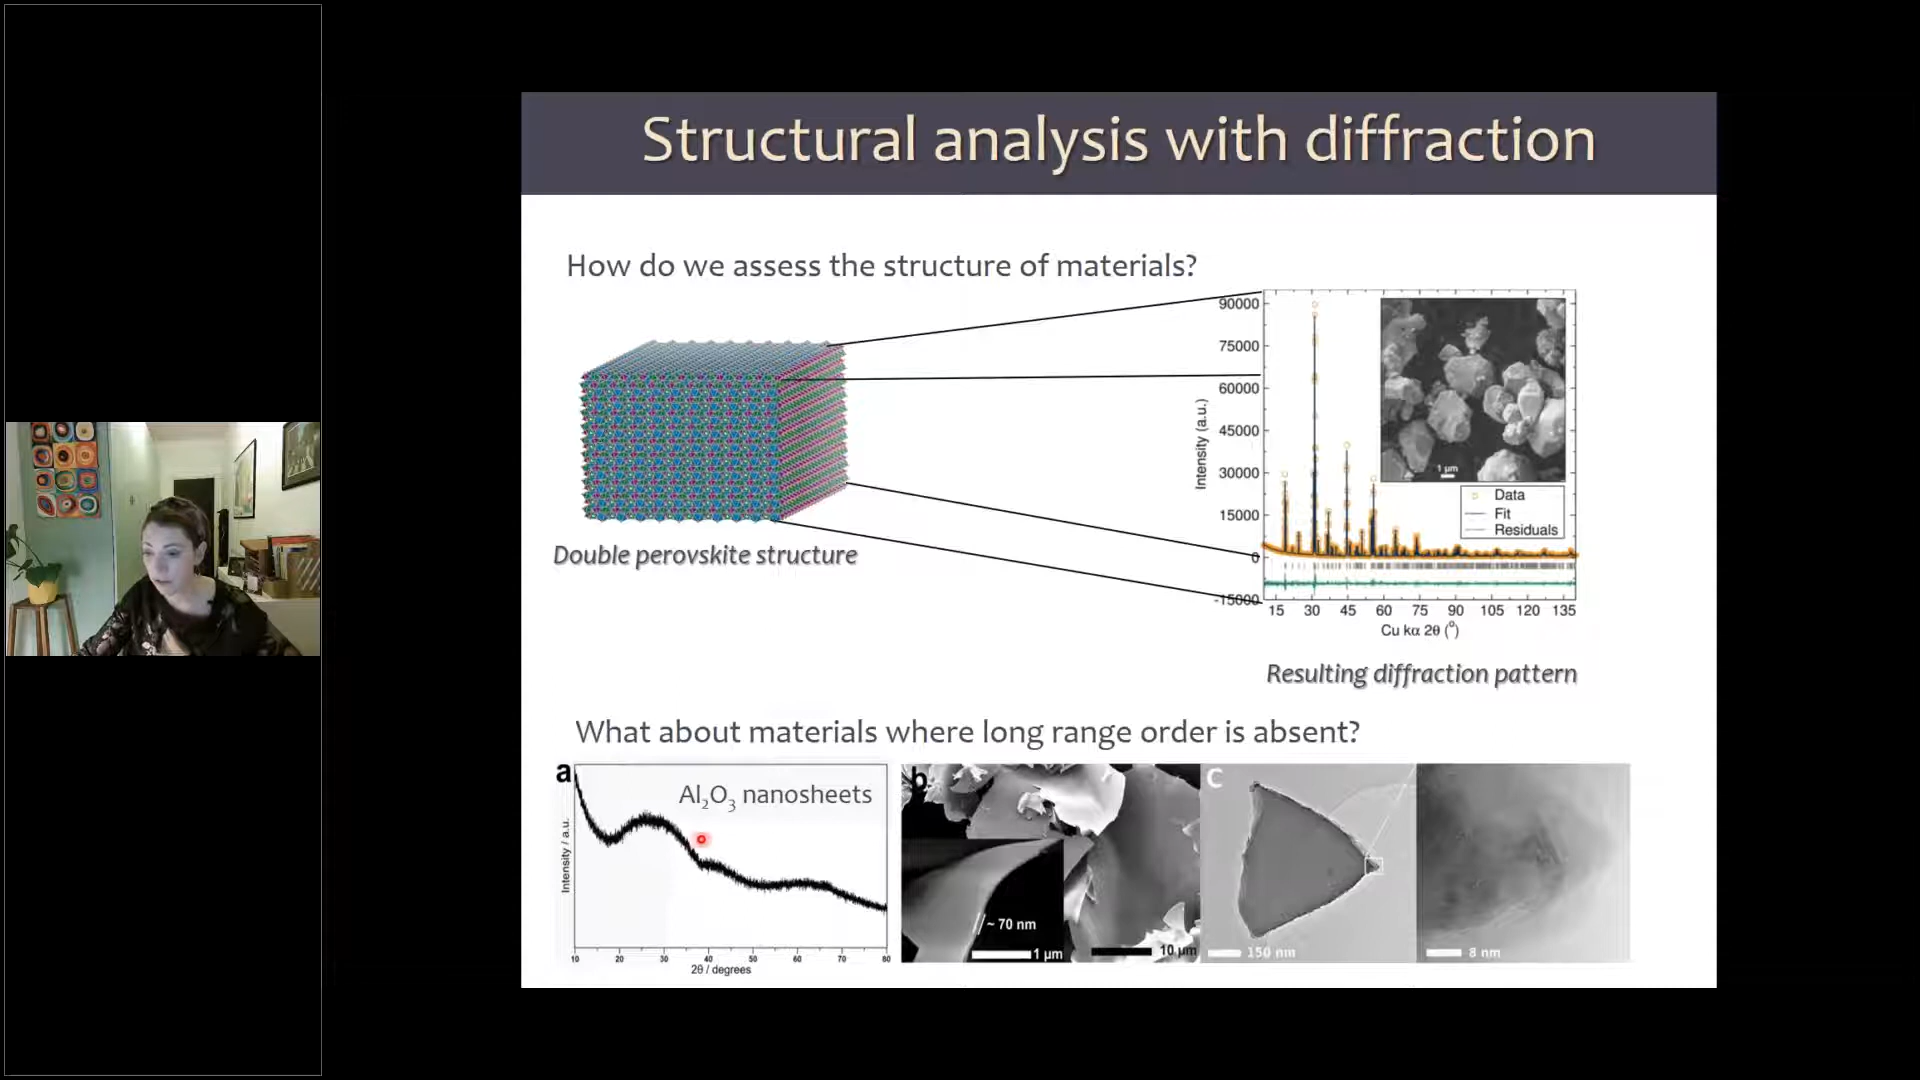 Structural analysis with diffraction
How do we assess the structure of materials?
Double perovskite structure
90000
75000
60000
45000
30000
15000
0
-15000
Intensity (a.u.)
1 μm
Data
Fit
Residuals
15 30 45 60 75 90 105 120 135
Cu kα 2θ (°)
Resulting diffraction pattern
What about materials where long range order is absent?
a
Al₂O₃ nanosheets
Intensity / a.u.
10 20 30 40 50 60 70 80
2θ / degrees
b
~ 70 nm
1 μm
10 μm
C
150 nm
8 nm